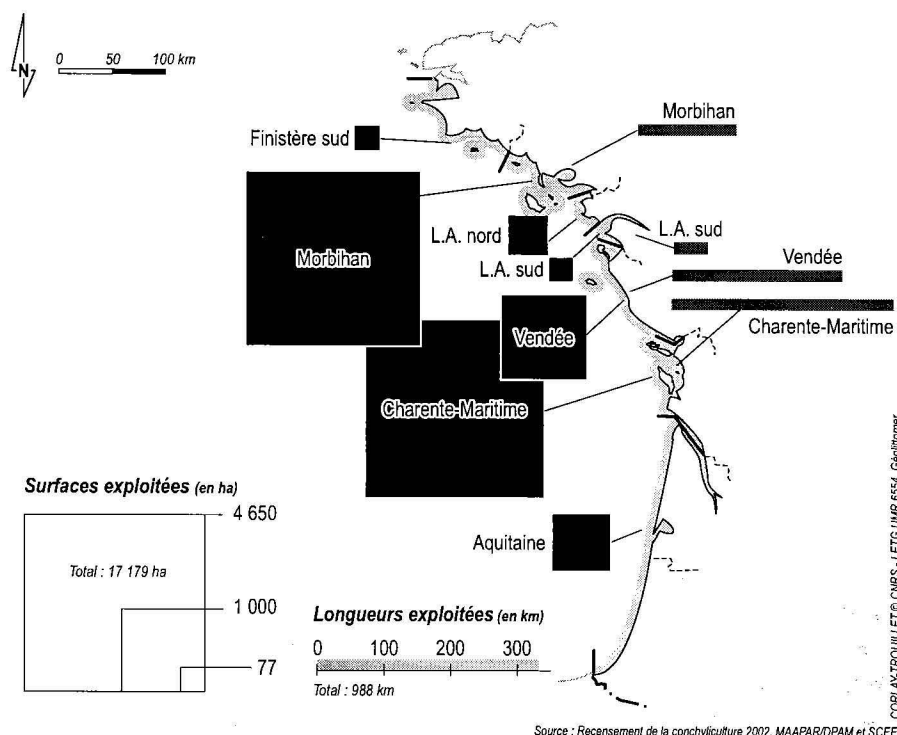 N
0 50 100 km
Morbihan
Finistère sud
L.A. nord
L.A. sud
L.A. sud
Morbihan
Vendée
Vendée
Charente-Maritime
Charente-Maritime
Surfaces exploitées (en ha)
4 650
Total : 17 179 ha
1 000
77
Aquitaine
Longueurs exploitées (en km)
0 100 200 300
Total : 988 km
CORLAY-TROUILLET © CNRS - LETG UMR 6554, Géolittomer
Source : Recensement de la conchyliculture 2002, MAAPAR/DPAM et SCEE